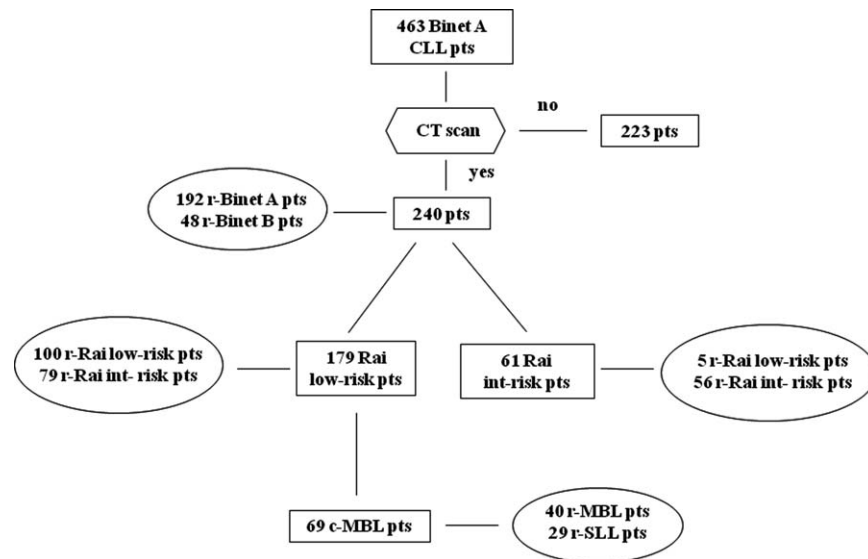 463 Binet A
CLL pts
no
CT scan
223 pts
yes
192 r-Binet A pts
48 r-Binet B pts
240 pts
100 r-Rai low-risk pts
79 r-Rai int- risk pts
179 Rai
low-risk pts
61 Rai
int-risk pts
5 r-Rai low-risk pts
56 r-Rai int- risk pts
69 c-MBL pts
40 r-MBL pts
29 r-SLL pts